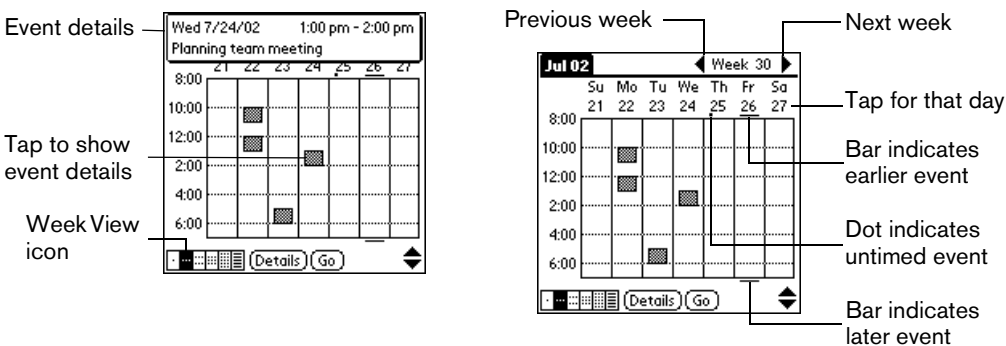 Event details
Wed 7/24/02 1:00 pm - 2:00 pm
Planning team meeting
21 22 23 24 25 26 27
8:00
10:00
12:00
2:00
4:00
6:00
Tap to show
event details
Week View
icon
Details Go
Previous week
Next week
Jul 02 Week 30
Su Mo Tu We Th Fr Sa
21 22 23 24 25 26 27
Tap for that day
8:00
10:00
12:00
2:00
4:00
6:00
Bar indicates
earlier event
Dot indicates
untimed event
Details Go
Bar indicates
later event